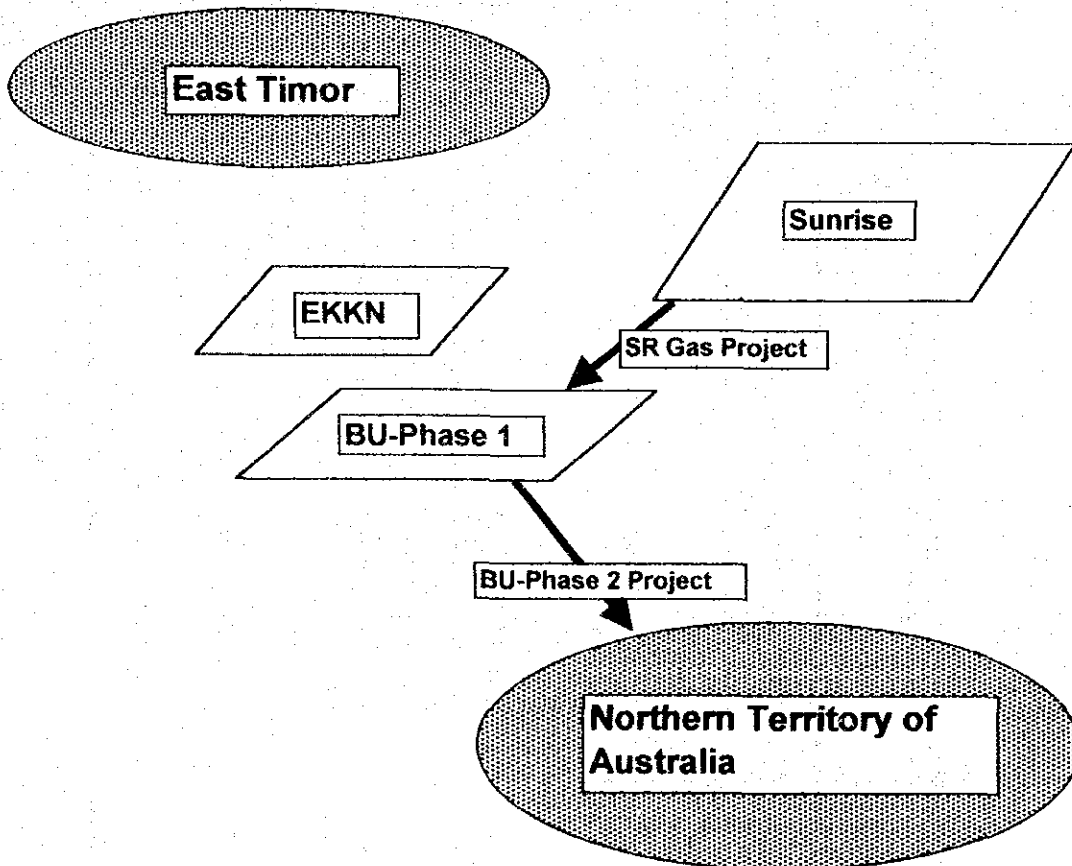 East Timor
Sunrise
EKKN
SR Gas Project
BU-Phase 1
BU-Phase 2 Project
Northern Territory of
Australia